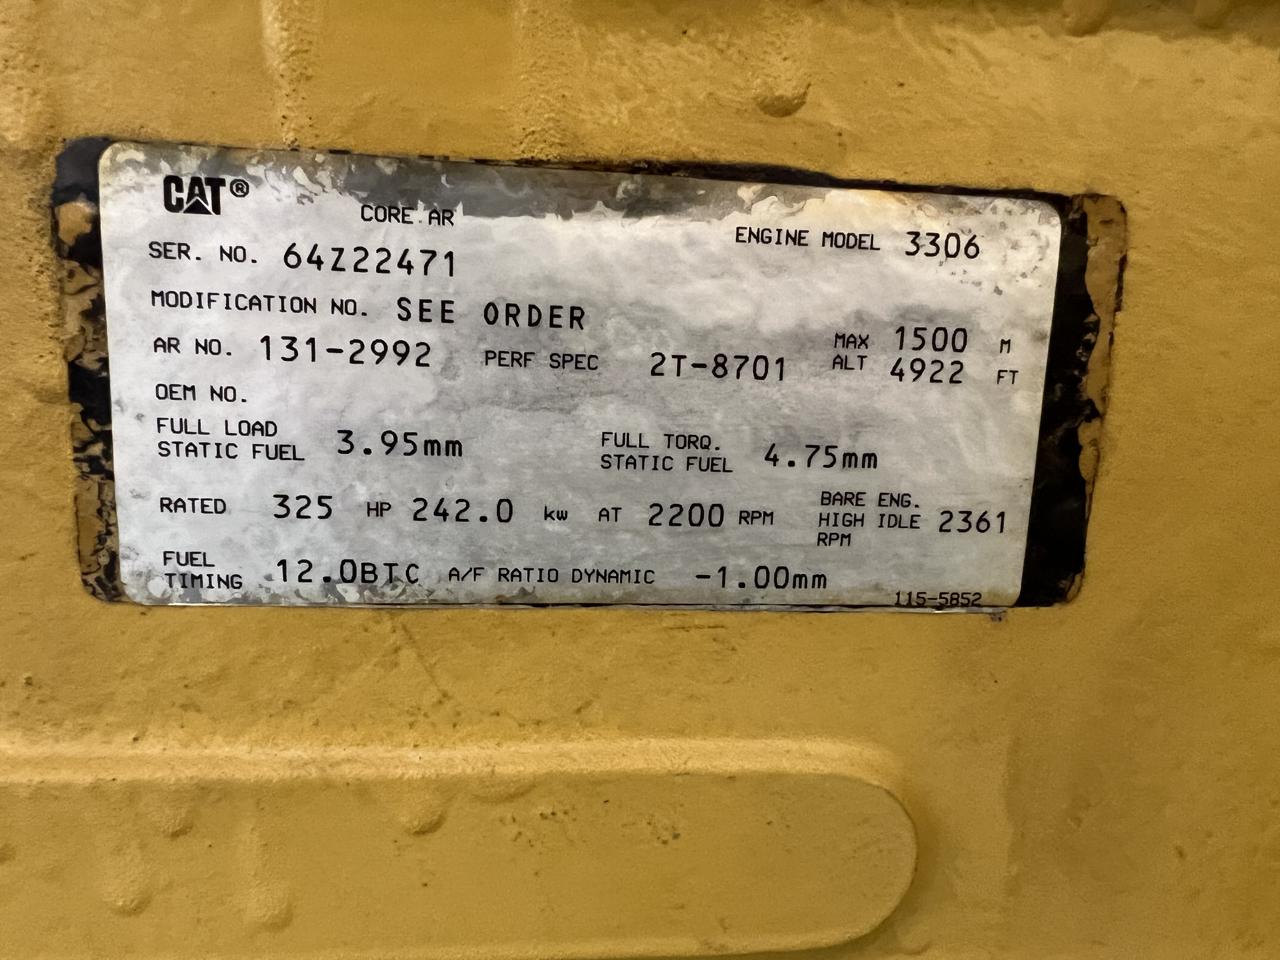 CAT®
CORE AR
ENGINE MODEL 3306
SER. NO. 64Z22471
MODIFICATION NO. SEE ORDER
AR NO. 131-2992 PERF SPEC 2T-8701
MAX ALT 1500 M
4922 FT
OEM NO.
FULL LOAD
STATIC FUEL 3.95mm
FULL TORQ.
STATIC FUEL 4.75mm
RATED 325 HP 242.0 kw AT 2200 RPM
BARE ENG.
HIGH IDLE 2361
RPM
FUEL
TIMING 12.0BTC A/F RATIO DYNAMIC -1.00mm
115-5852